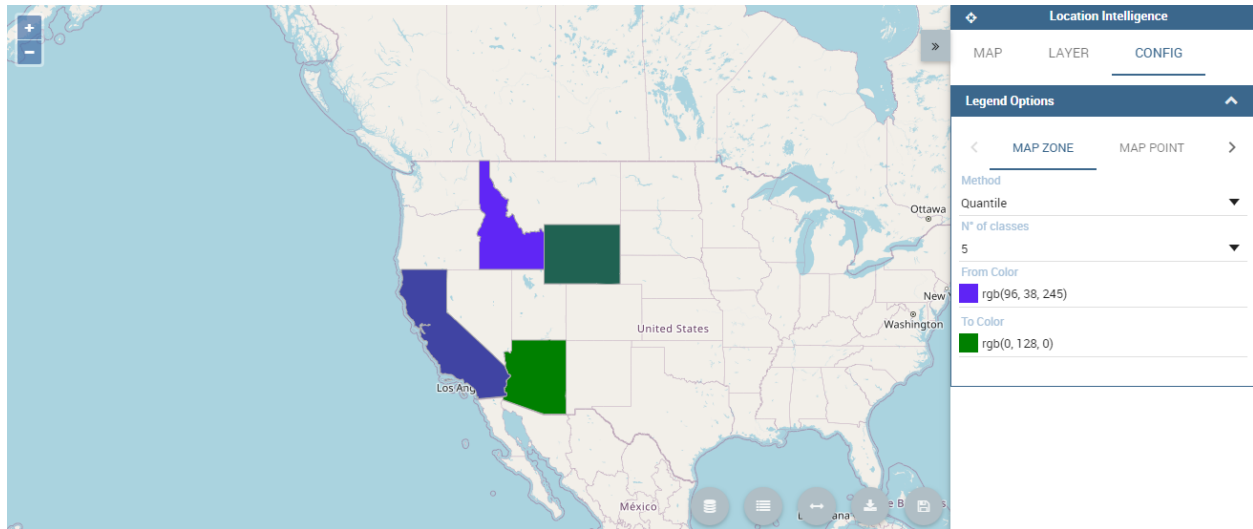 +
−
»
Ottawa
New
Washington
United States
Los Ang
México
ana
e B
Location Intelligence
MAP LAYER CONFIG
Legend Options
MAP ZONE MAP POINT
Method
Quantile
N° of classes
5
From Color
rgb(96, 38, 245)
To Color
rgb(0, 128, 0)